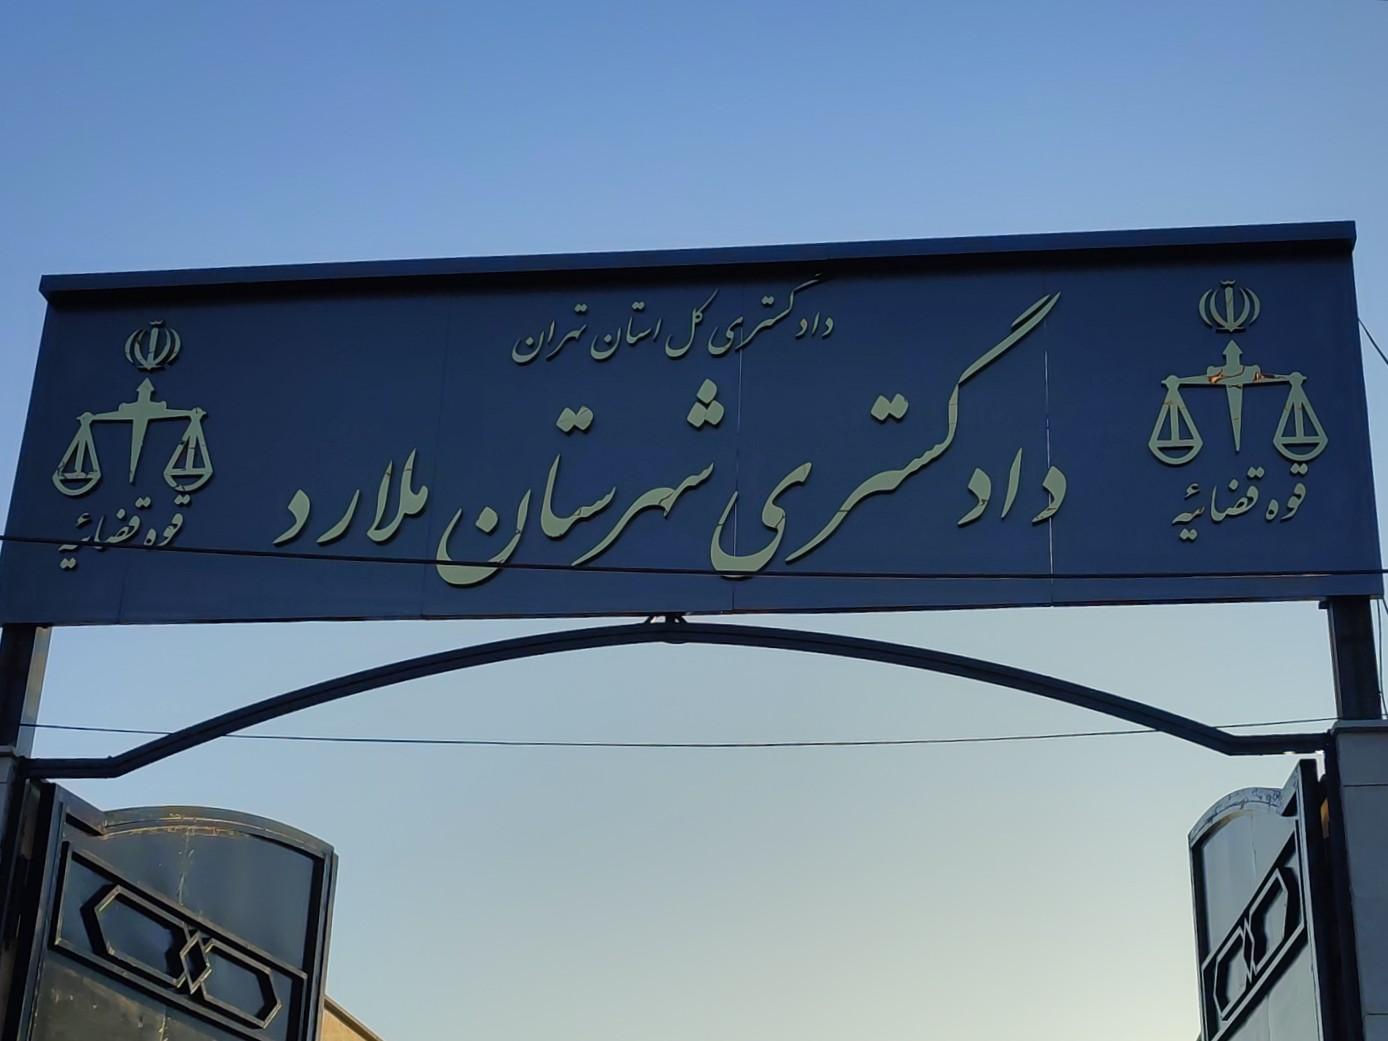 دادگستری کل استان تهران
دادگستری شهرستان ملارد
قوه قضائیه
قوه قضائیه